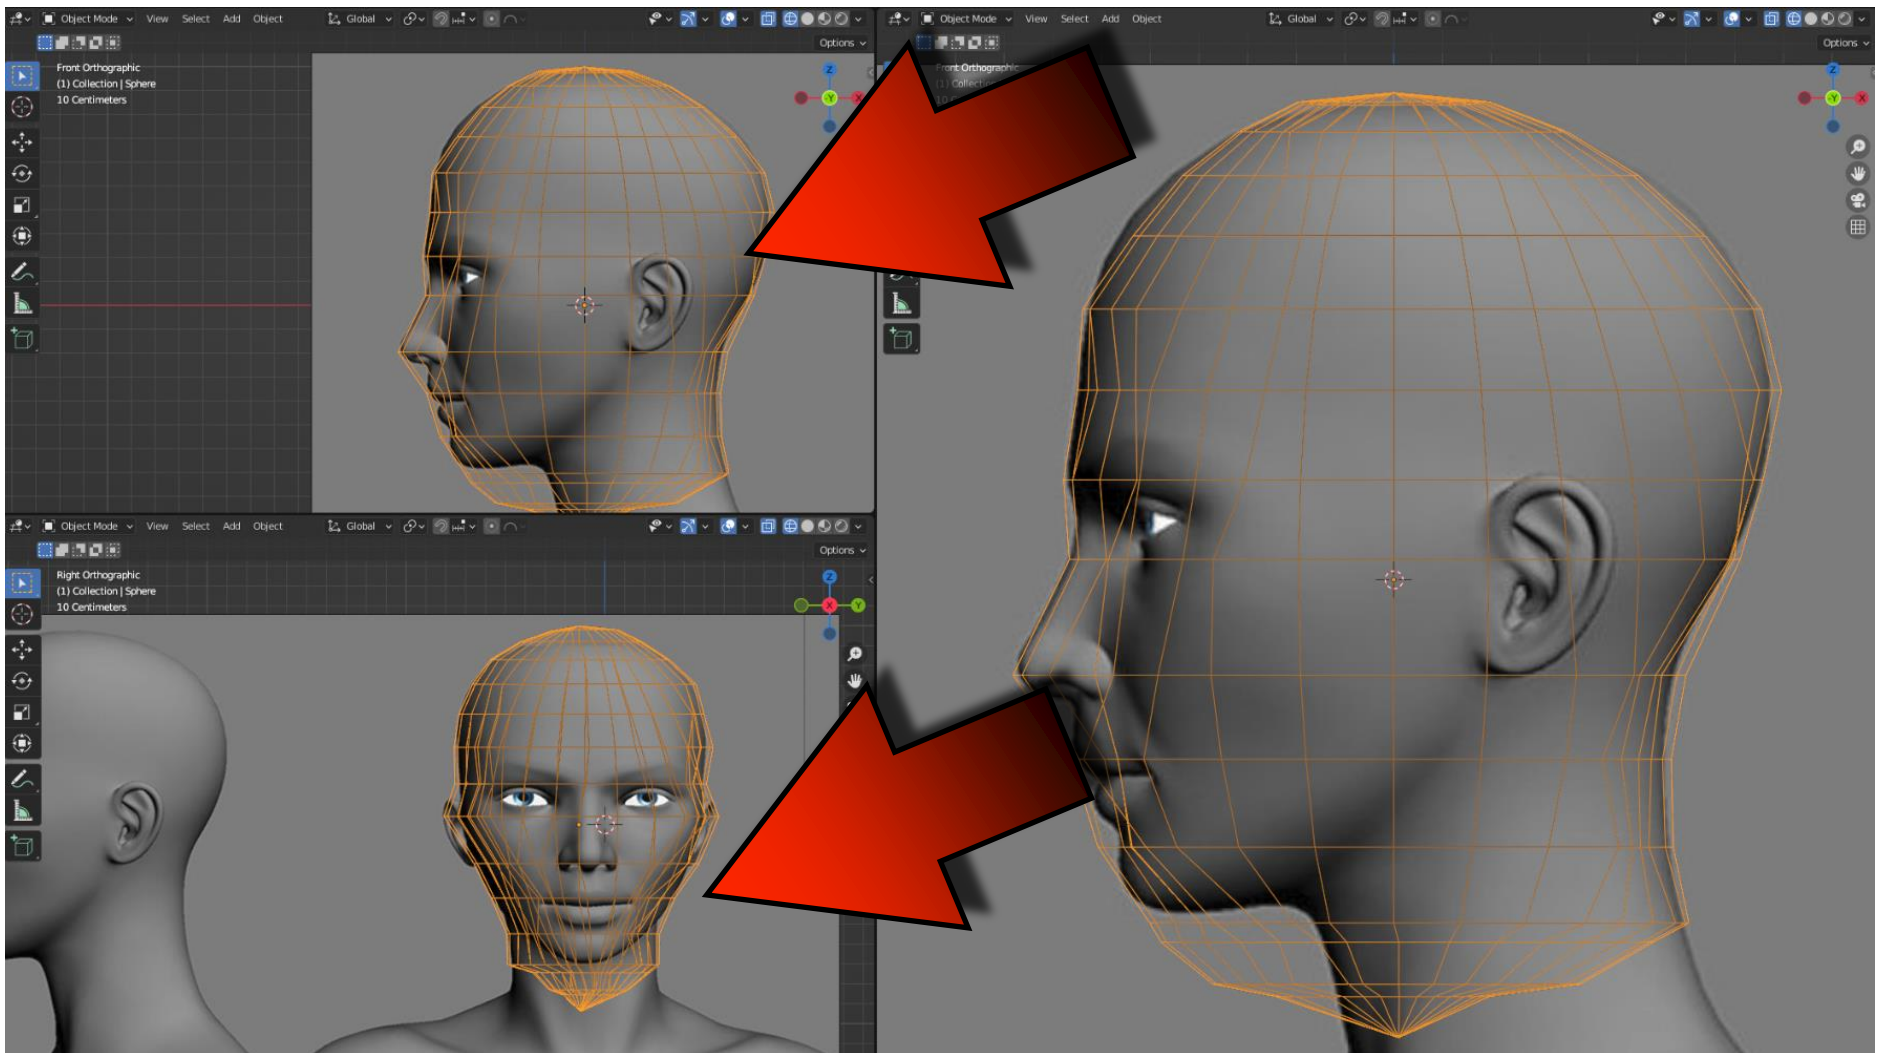 Object Mode View Select Add Object Global
Options
Front Orthographic
(1) Collection | Sphere
10 Centimeters
Z
-Y
X
Object Mode View Select Add Object Global
Options
Right Orthographic
(1) Collection | Sphere
10 Centimeters
Z
X
Y
Object Mode View Select Add Object Global
Options
Front Orthographic
(1) Collection
Z
-Y
X